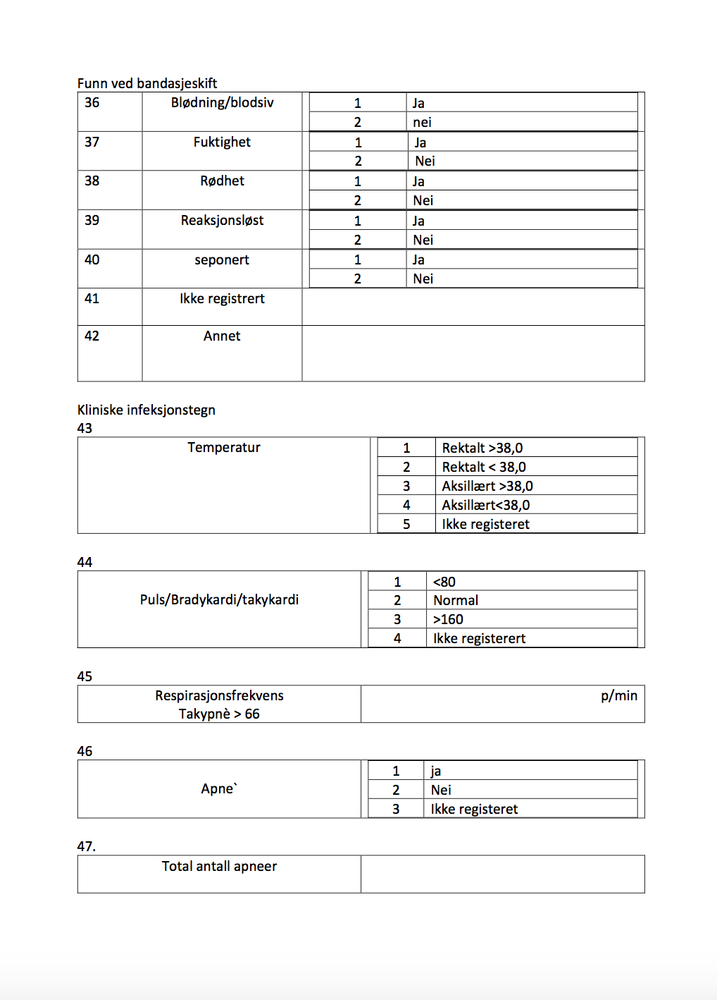 Funn ved bandasjeskift
36 Blødning/blodsiv 1 Ja
2 nei
37 Fuktighet 1 Ja
2 Nei
38 Rødhet 1 Ja
2 Nei
39 Reaksjonsløst 1 Ja
2 Nei
40 seponert 1 Ja
2 Nei
41 Ikke registrert
42 Annet
Kliniske infeksjonstegn
43
Temperatur 1 Rektalt >38,0
2 Rektalt < 38,0
3 Aksillært >38,0
4 Aksillært<38,0
5 Ikke registeret
44
1 <80
Puls/Bradykardi/takykardi 2 Normal
3 >160
4 Ikke registerert
45
Respirasjonsfrekvens p/min
Takypnè > 66
46
1 ja
Apne` 2 Nei
3 Ikke registeret
47.
Total antall apneer